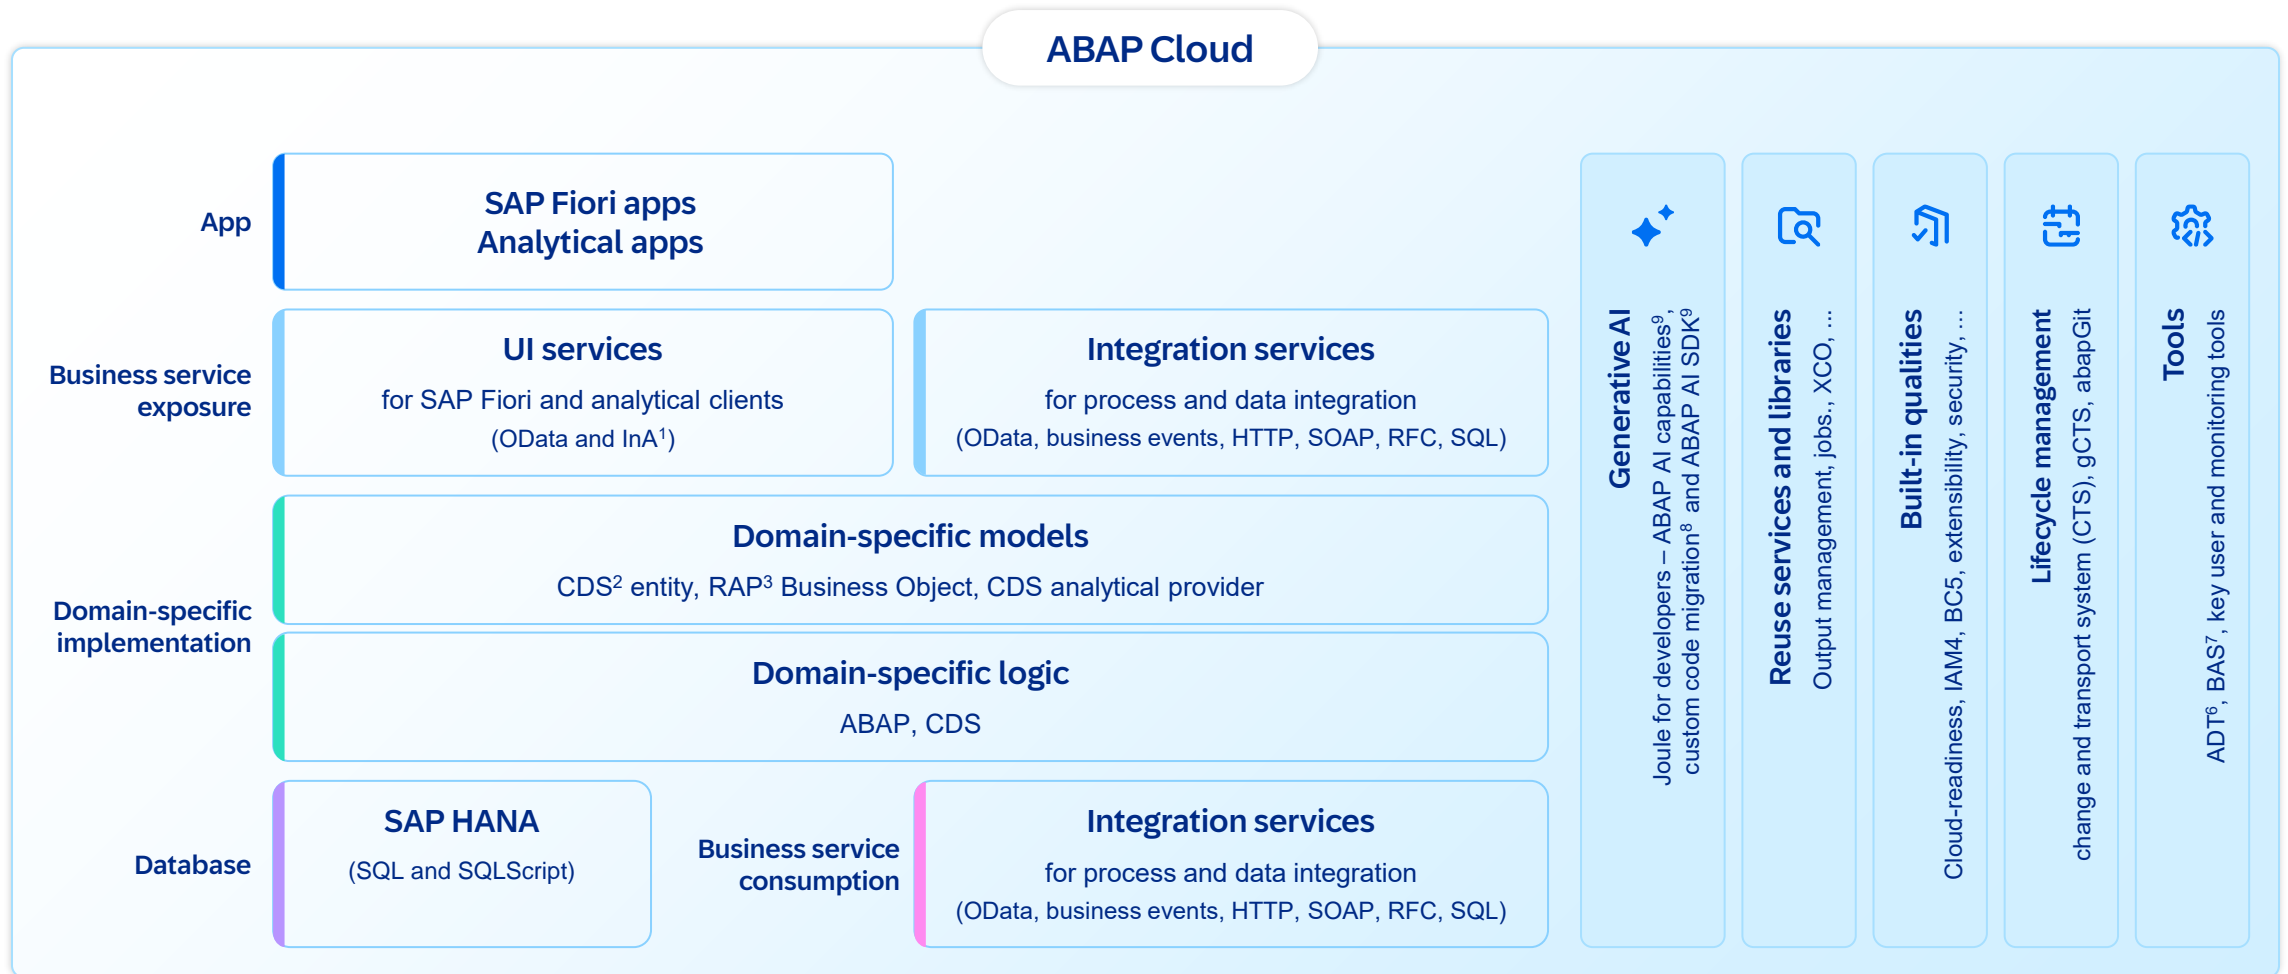 ABAP Cloud
App
SAP Fiori apps
Analytical apps
Business service
exposure
UI services
for SAP Fiori and analytical clients
(OData and InA¹)
Integration services
for process and data integration
(OData, business events, HTTP, SOAP, RFC, SQL)
Domain-specific
implementation
Domain-specific models
CDS² entity, RAP³ Business Object, CDS analytical provider
Domain-specific logic
ABAP, CDS
Database
SAP HANA
(SQL and SQLScript)
Business service
consumption
Integration services
for process and data integration
(OData, business events, HTTP, SOAP, RFC, SQL)
Generative AI
Joule for developers – ABAP AI capabilities⁹,
custom code migration⁸ and ABAP AI SDK⁹
Reuse services and libraries
Output management, jobs., XCO, ...
Built-in qualities
Cloud-readiness, IAM4, BC5, extensibility, security, ...
Lifecycle management
change and transport system (CTS), gCTS, abapGit
Tools
ADT⁶, BAS⁷, key user and monitoring tools